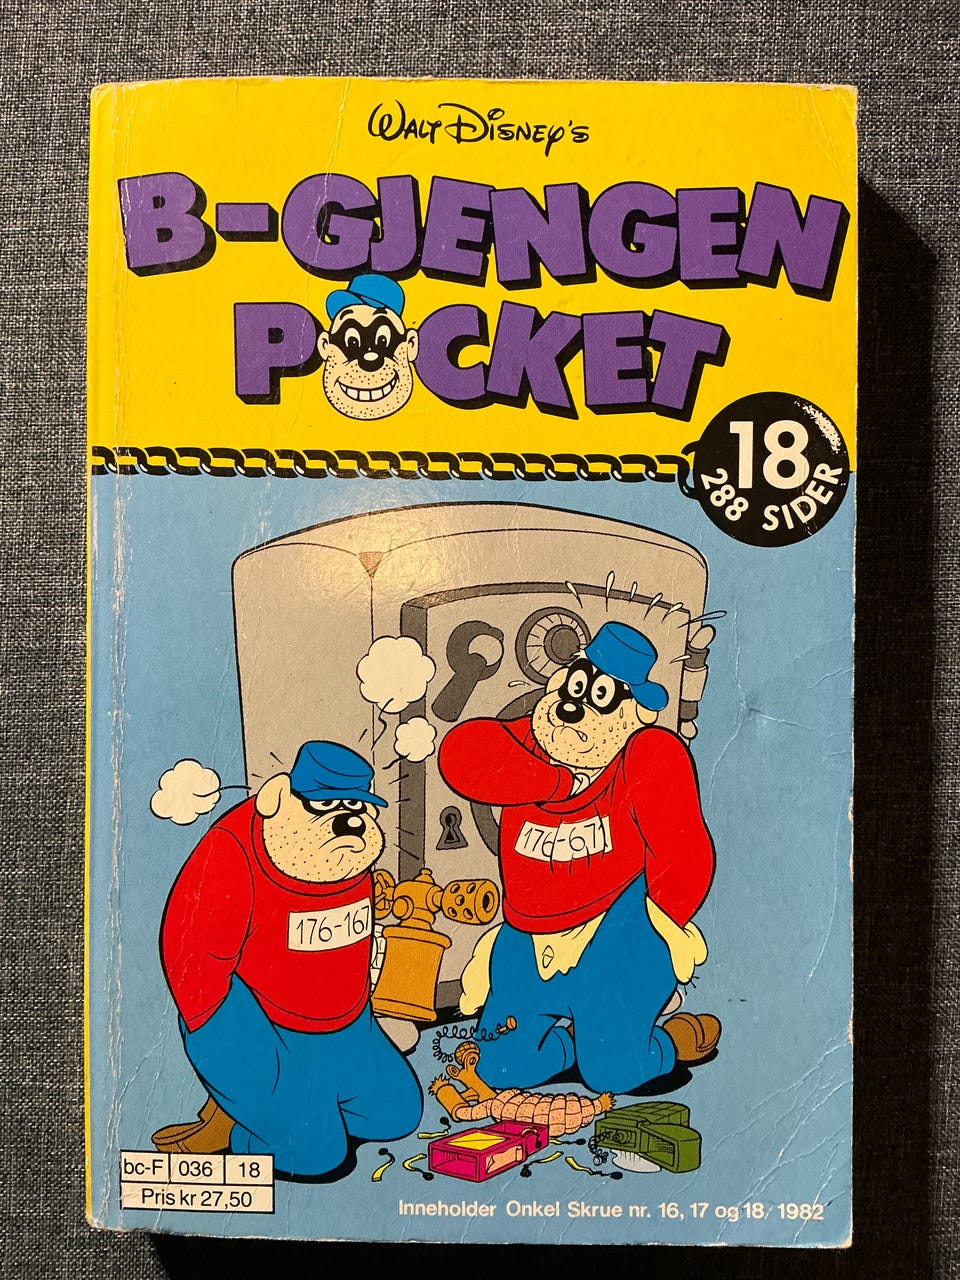 WALT DISNEY'S
B-GJENGEN
POCKET
18
288 SIDER
176-671
176-167
bc-F 036 18
Pris kr 27,50
Inneholder Onkel Skrue nr. 16, 17 og 18/1982